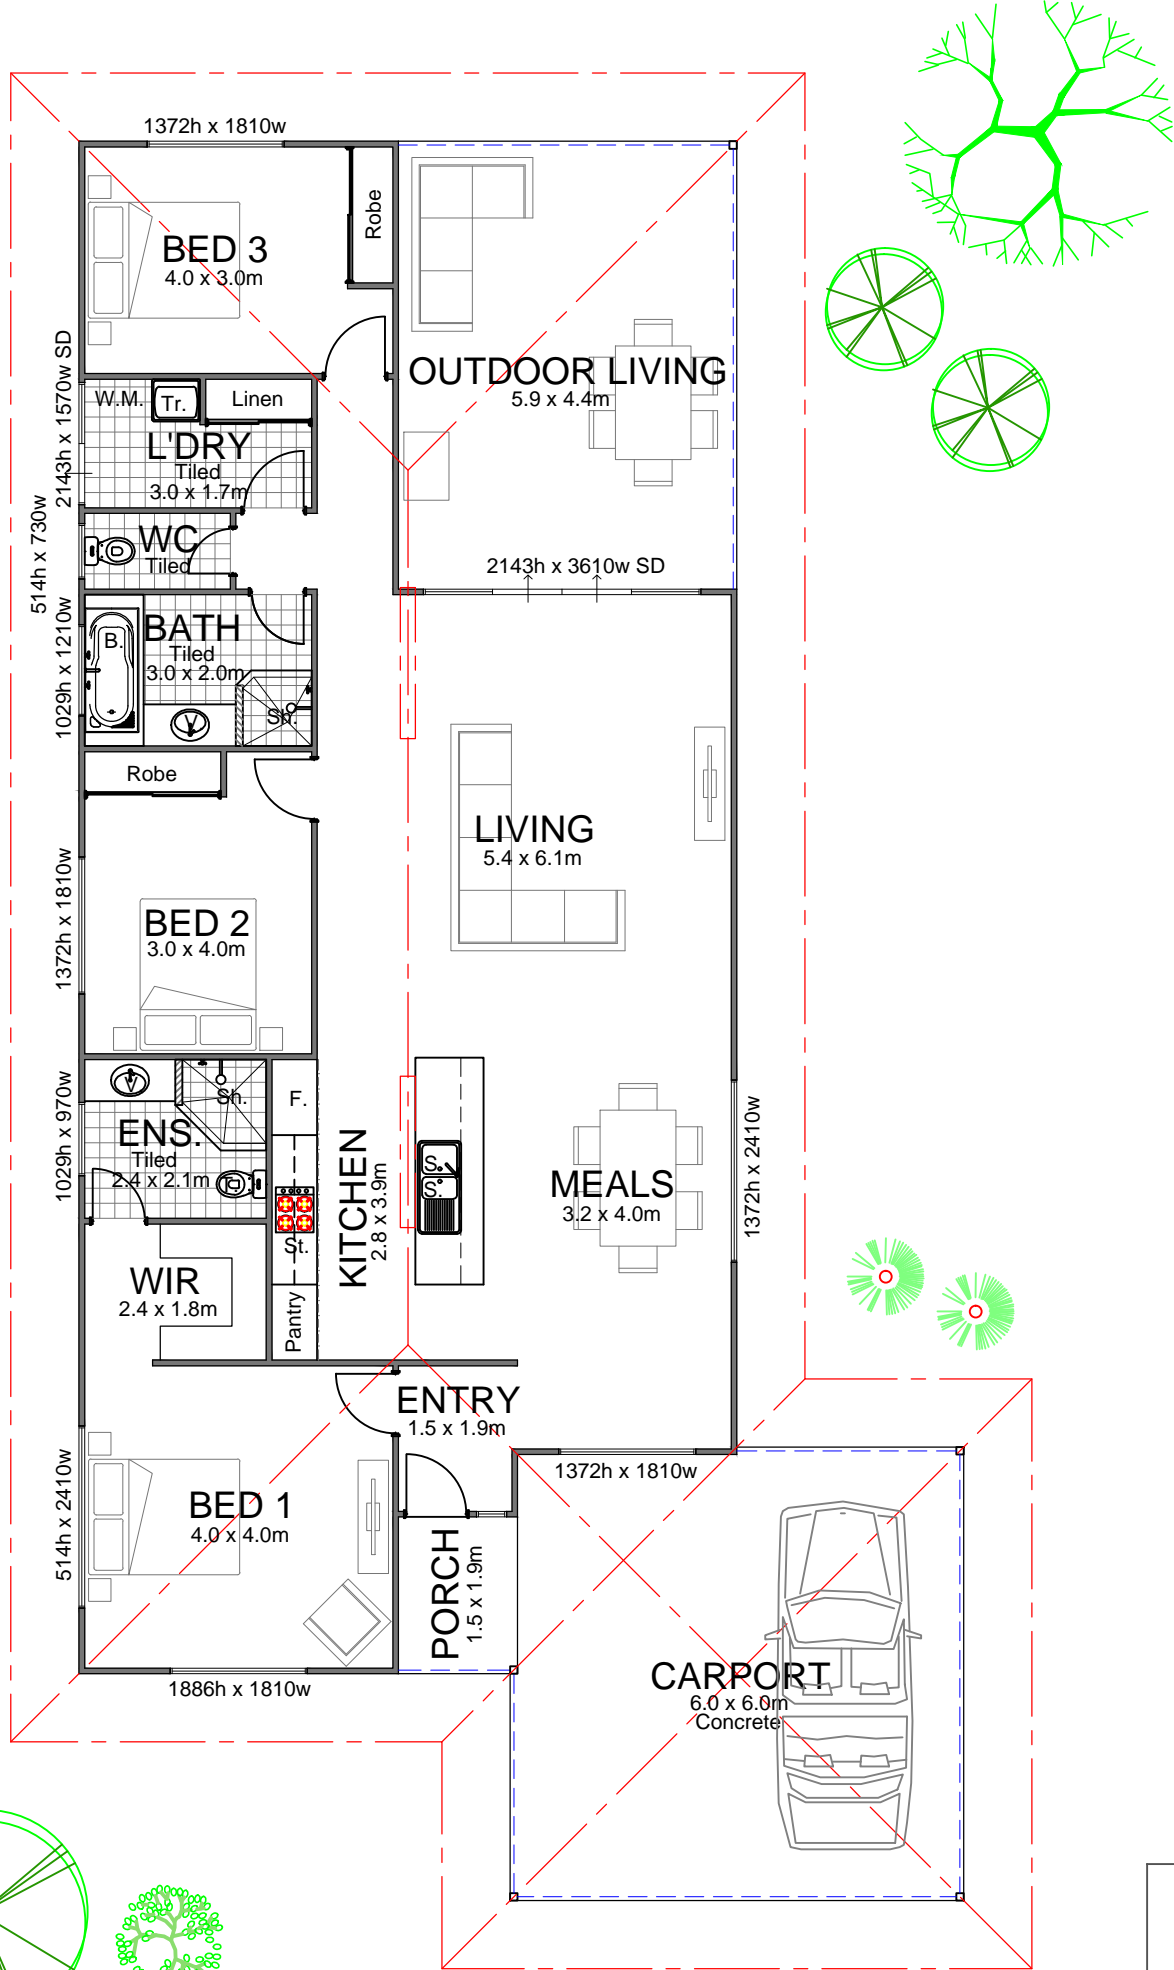 1372h x 1810w
BED 3
4.0 x 3.0m
Robe
OUTDOOR LIVING
5.9 x 4.4m
2143h x 1570w SD
W.M.
Tr.
Linen
L'DRY
Tiled
3.0 x 1.7m
514h x 730w
WC
Tiled
2143h x 3610w SD
1029h x 1210w
B.
BATH
Tiled
3.0 x 2.0m
Sh.
Robe
LIVING
5.4 x 6.1m
1372h x 1810w
BED 2
3.0 x 4.0m
1029h x 970w
Sh.
F.
ENS.
Tiled
2.4 x 2.1m
KITCHEN
2.8 x 3.9m
S.
S.
MEALS
3.2 x 4.0m
1372h x 2410w
St.
WIR
2.4 x 1.8m
Pantry
ENTRY
1.5 x 1.9m
514h x 2410w
BED 1
4.0 x 4.0m
1372h x 1810w
PORCH
1.5 x 1.9m
1886h x 1810w
CARPORT
6.0 x 6.0m
Concrete